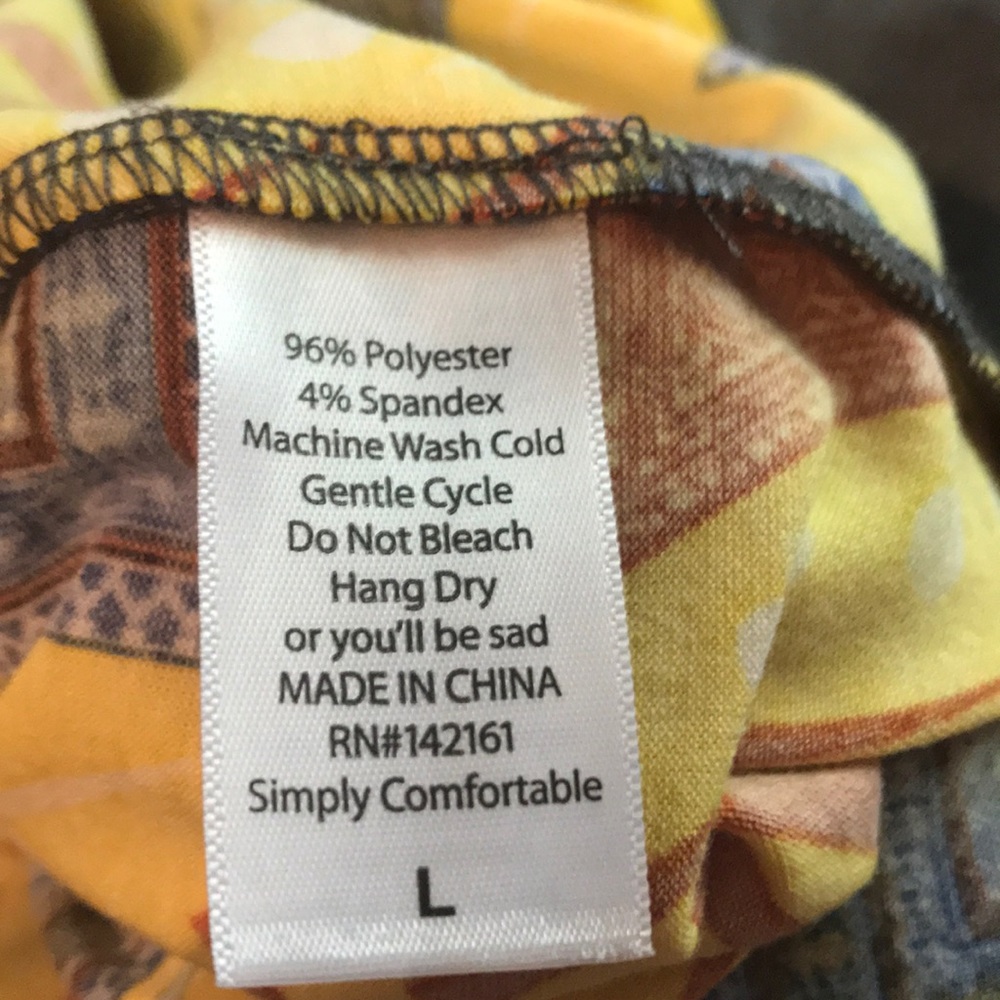 96% Polyester
4% Spandex
Machine Wash Cold
Gentle Cycle
Do Not Bleach
Hang Dry
or you'll be sad
MADE IN CHINA
RN#142161
Simply Comfortable
L